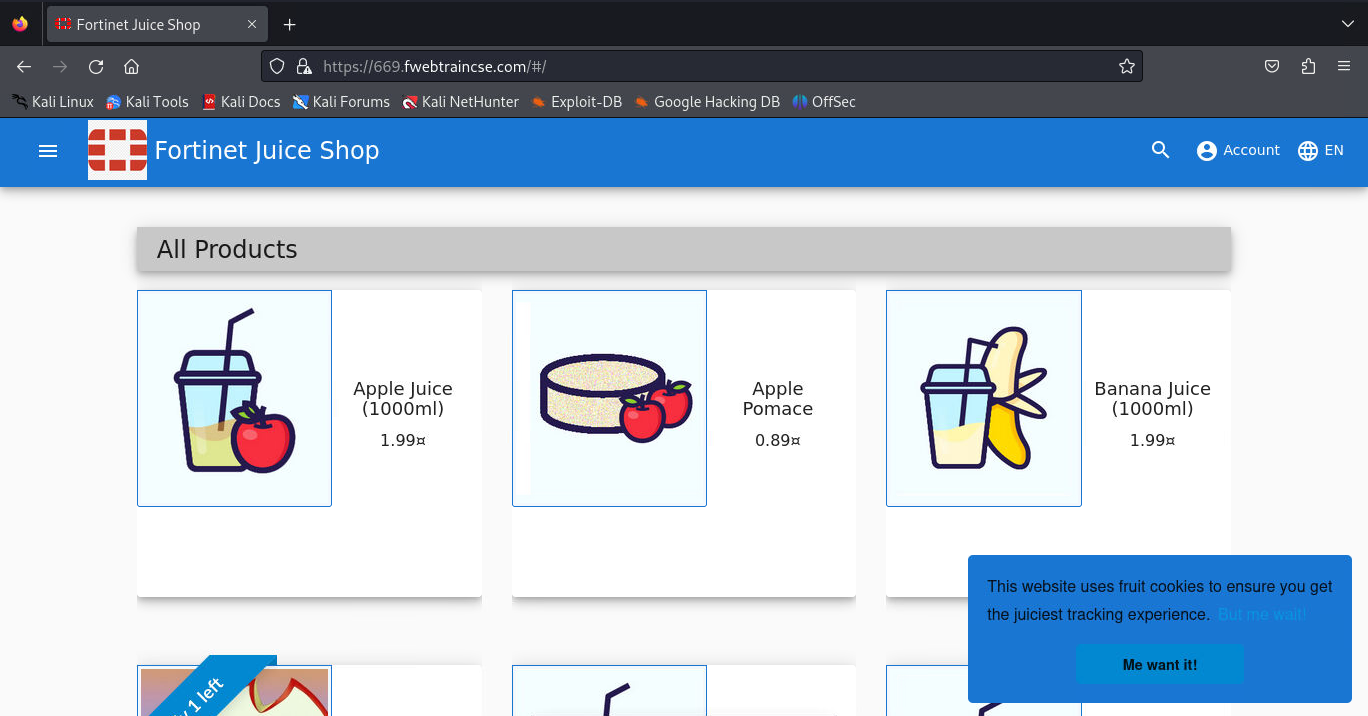 Fortinet Juice Shop
https://669.fwebtraincse.com/#/
Kali Linux Kali Tools Kali Docs Kali Forums Kali NetHunter Exploit-DB Google Hacking DB OffSec
Fortinet Juice Shop Account EN
All Products
Apple Juice
(1000ml)
1.99¤
Apple
Pomace
0.89¤
Banana Juice
(1000ml)
1.99¤
This website uses fruit cookies to ensure you get
the juiciest tracking experience. But me wait!
Me want it!
1 left